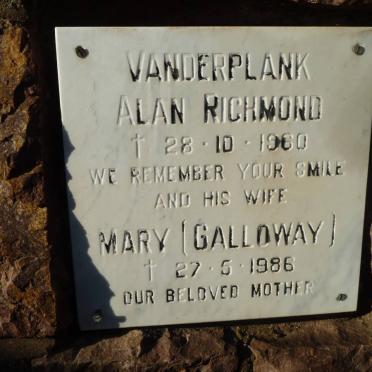 VANDERPLANK
ALAN RICHMOND
† 28 · 10 · 1960
WE REMEMBER YOUR SMILE
AND HIS WIFE
MARY [GALLOWAY]
† 27 · 5 · 1986
OUR BELOVED MOTHER